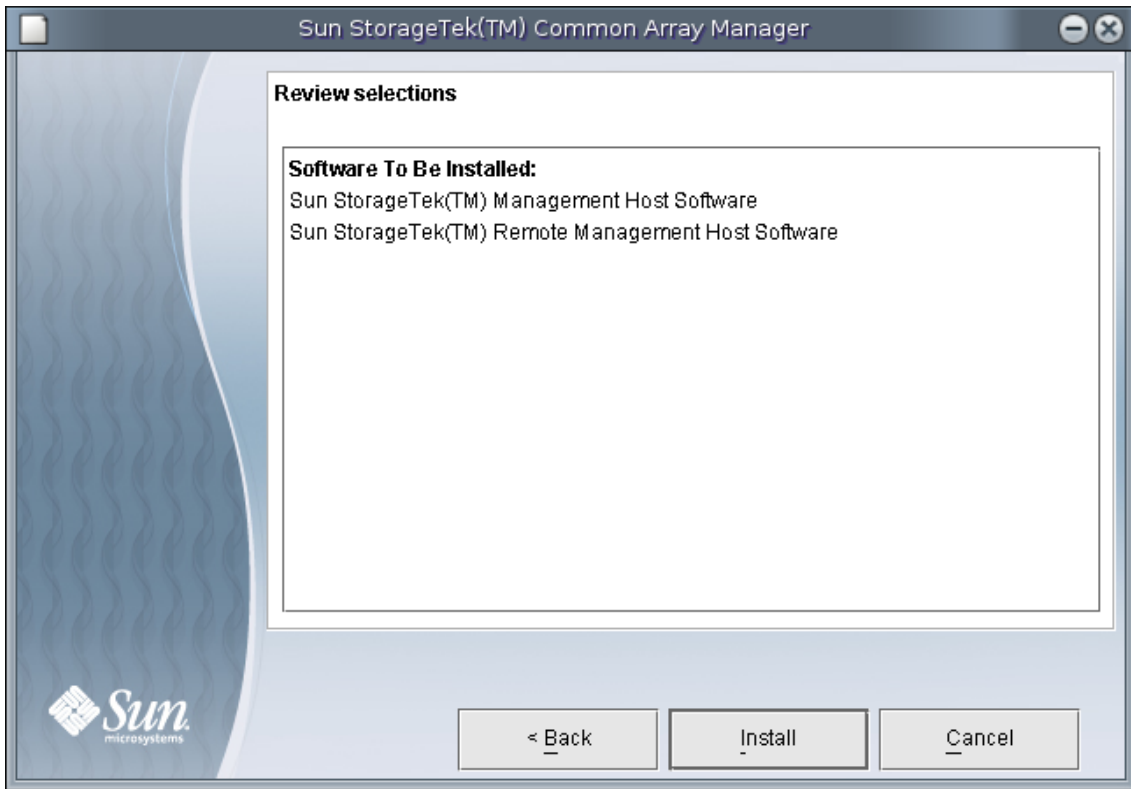 Sun StorageTek(TM) Common Array Manager
Review selections
Software To Be Installed:
Sun StorageTek(TM) Management Host Software
Sun StorageTek(TM) Remote Management Host Software
Sun
microsystems
< Back
Install
Cancel